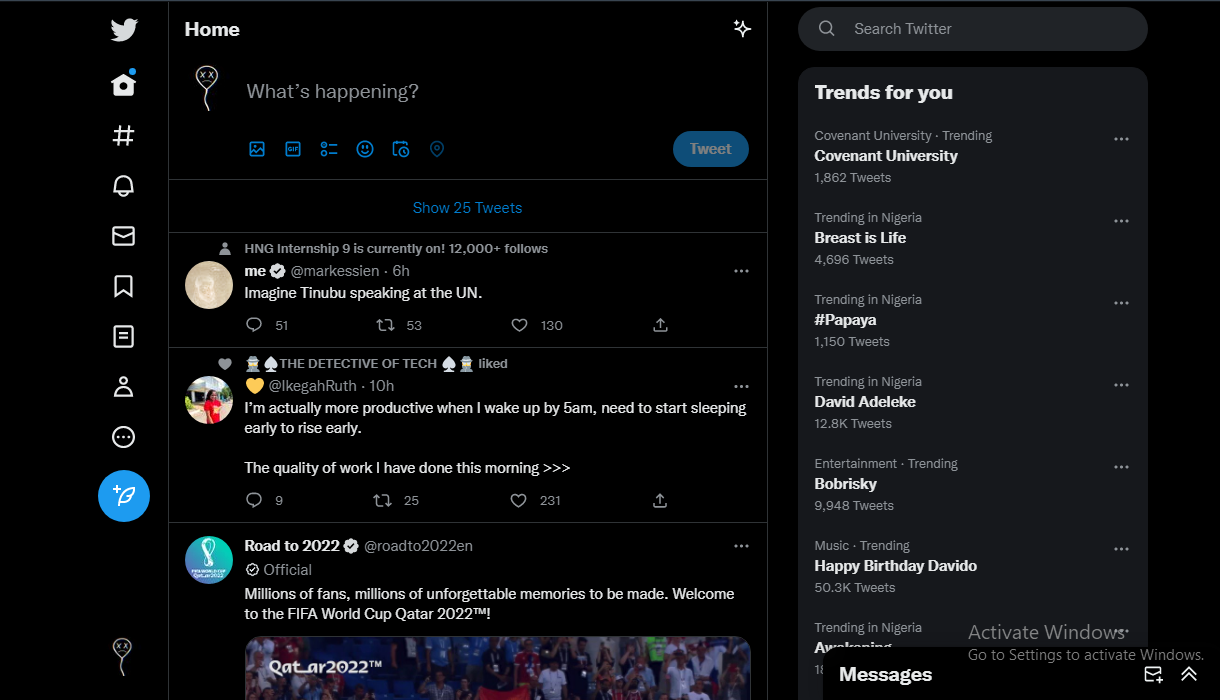 Home
What's happening?
GIF
Tweet
Show 25 Tweets
HNG Internship 9 is currently on! 12,000+ follows
me @markessien · 6h
Imagine Tinubu speaking at the UN.
51 53 130
THE DETECTIVE OF TECH liked
@IkegahRuth · 10h
I'm actually more productive when I wake up by 5am, need to start sleeping
early to rise early.
The quality of work I have done this morning >>>
9 25 231
Road to 2022 @roadto2022en
Official
Millions of fans, millions of unforgettable memories to be made. Welcome
to the FIFA World Cup Qatar 2022™!
FIFA WORLD CUP
Qatar2022
Qat_ar2022™
Search Twitter
Trends for you
Covenant University · Trending
Covenant University
1,862 Tweets
Trending in Nigeria
Breast is Life
4,696 Tweets
Trending in Nigeria
#Papaya
1,150 Tweets
Trending in Nigeria
David Adeleke
12.8K Tweets
Entertainment · Trending
Bobrisky
9,948 Tweets
Music · Trending
Happy Birthday Davido
50.3K Tweets
Trending in Nigeria
Awakening
Activate Windows
Go to Settings to activate Windows.
Messages